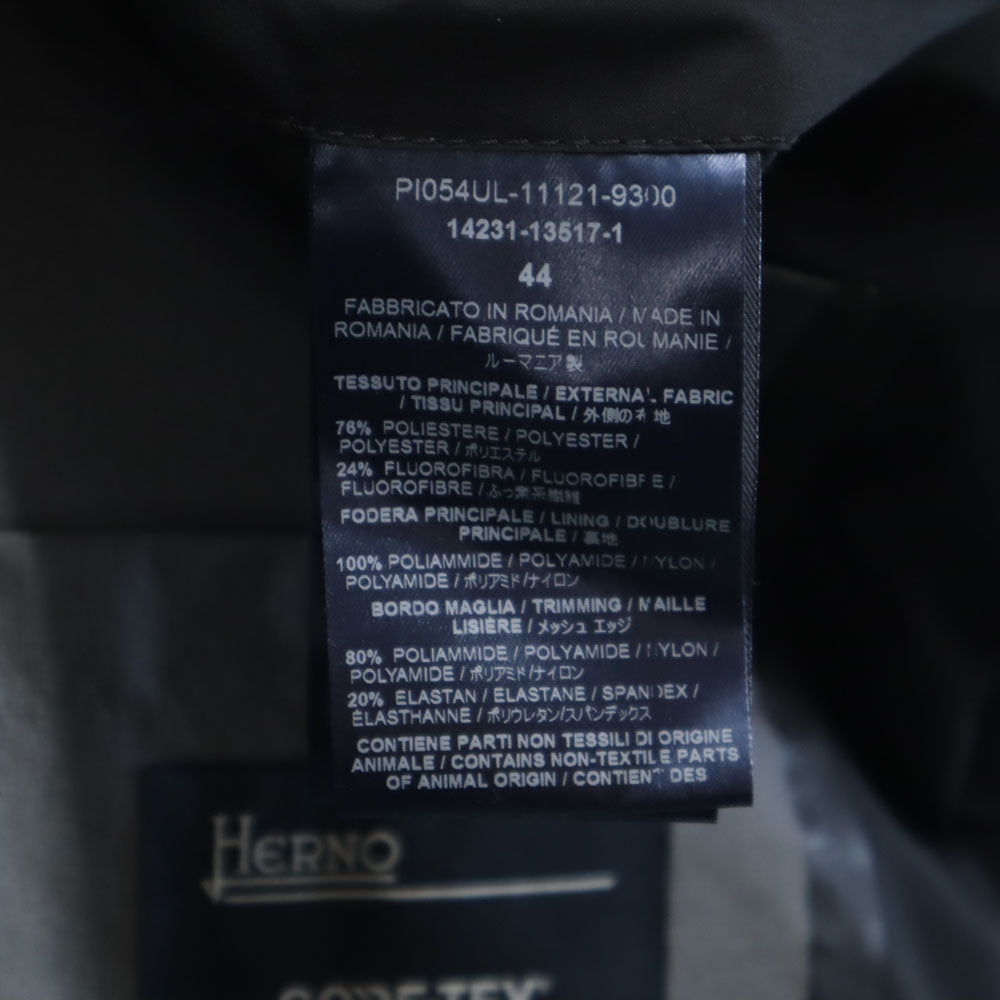 PI054UL-11121-9300
14231-13517-1
44
FABBRICATO IN ROMANIA / MADE IN
ROMANIA / FABRIQUÉ EN ROUMANIE /
ルーマニア製
TESSUTO PRINCIPALE / EXTERNAL FABRIC
/ TISSU PRINCIPAL / 外側の布地
76% POLIESTERE / POLYESTER /
POLYESTER / ポリエステル
24% FLUOROFIBRA / FLUOROFIBRE /
FLUOROFIBRE / ふっ素系繊維
FODERA PRINCIPALE / LINING / DOUBLURE
PRINCIPALE / 裏地
100% POLIAMMIDE / POLYAMIDE / NYLON /
POLYAMIDE / ポリアミド/ナイロン
BORDO MAGLIA / TRIMMING / MAILLE
LISIÈRE / メッシュ エッジ
80% POLIAMMIDE / POLYAMIDE / NYLON /
POLYAMIDE / ポリアミド/ナイロン
20% ELASTAN / ELASTANE / SPANDEX /
ÉLASTHANNE / ポリウレタン/スパンデックス
CONTIENE PARTI NON TESSILI DI ORIGINE
ANIMALE / CONTAINS NON-TEXTILE PARTS
OF ANIMAL ORIGIN / CONTIENT DES
HERNO
GORE-TEX